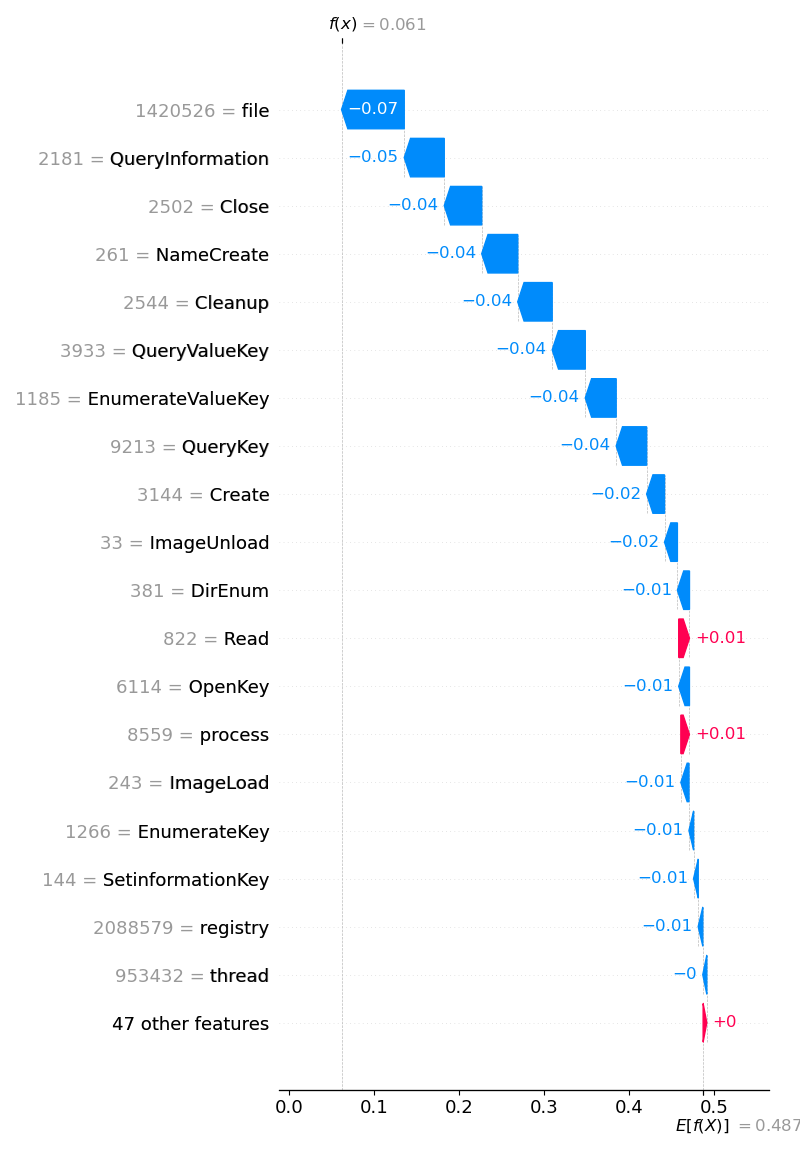 f(x) = 0.061
1420526 = file −0.07
2181 = QueryInformation −0.05
2502 = Close −0.04
261 = NameCreate −0.04
2544 = Cleanup −0.04
3933 = QueryValueKey −0.04
1185 = EnumerateValueKey −0.04
9213 = QueryKey −0.04
3144 = Create −0.02
33 = ImageUnload −0.02
381 = DirEnum −0.01
822 = Read +0.01
6114 = OpenKey −0.01
8559 = process +0.01
243 = ImageLoad −0.01
1266 = EnumerateKey −0.01
144 = SetinformationKey −0.01
2088579 = registry −0.01
953432 = thread −0
47 other features +0
0.0 0.1 0.2 0.3 0.4 0.5
E[f(X)] = 0.487